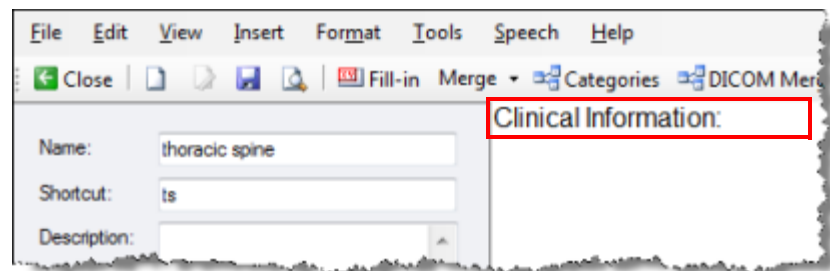 File Edit View Insert Format Tools Speech Help
Close Fill-in Merge Categories DICOM
Clinical Information:
Name: thoracic spine
Shortcut: ts
Description: